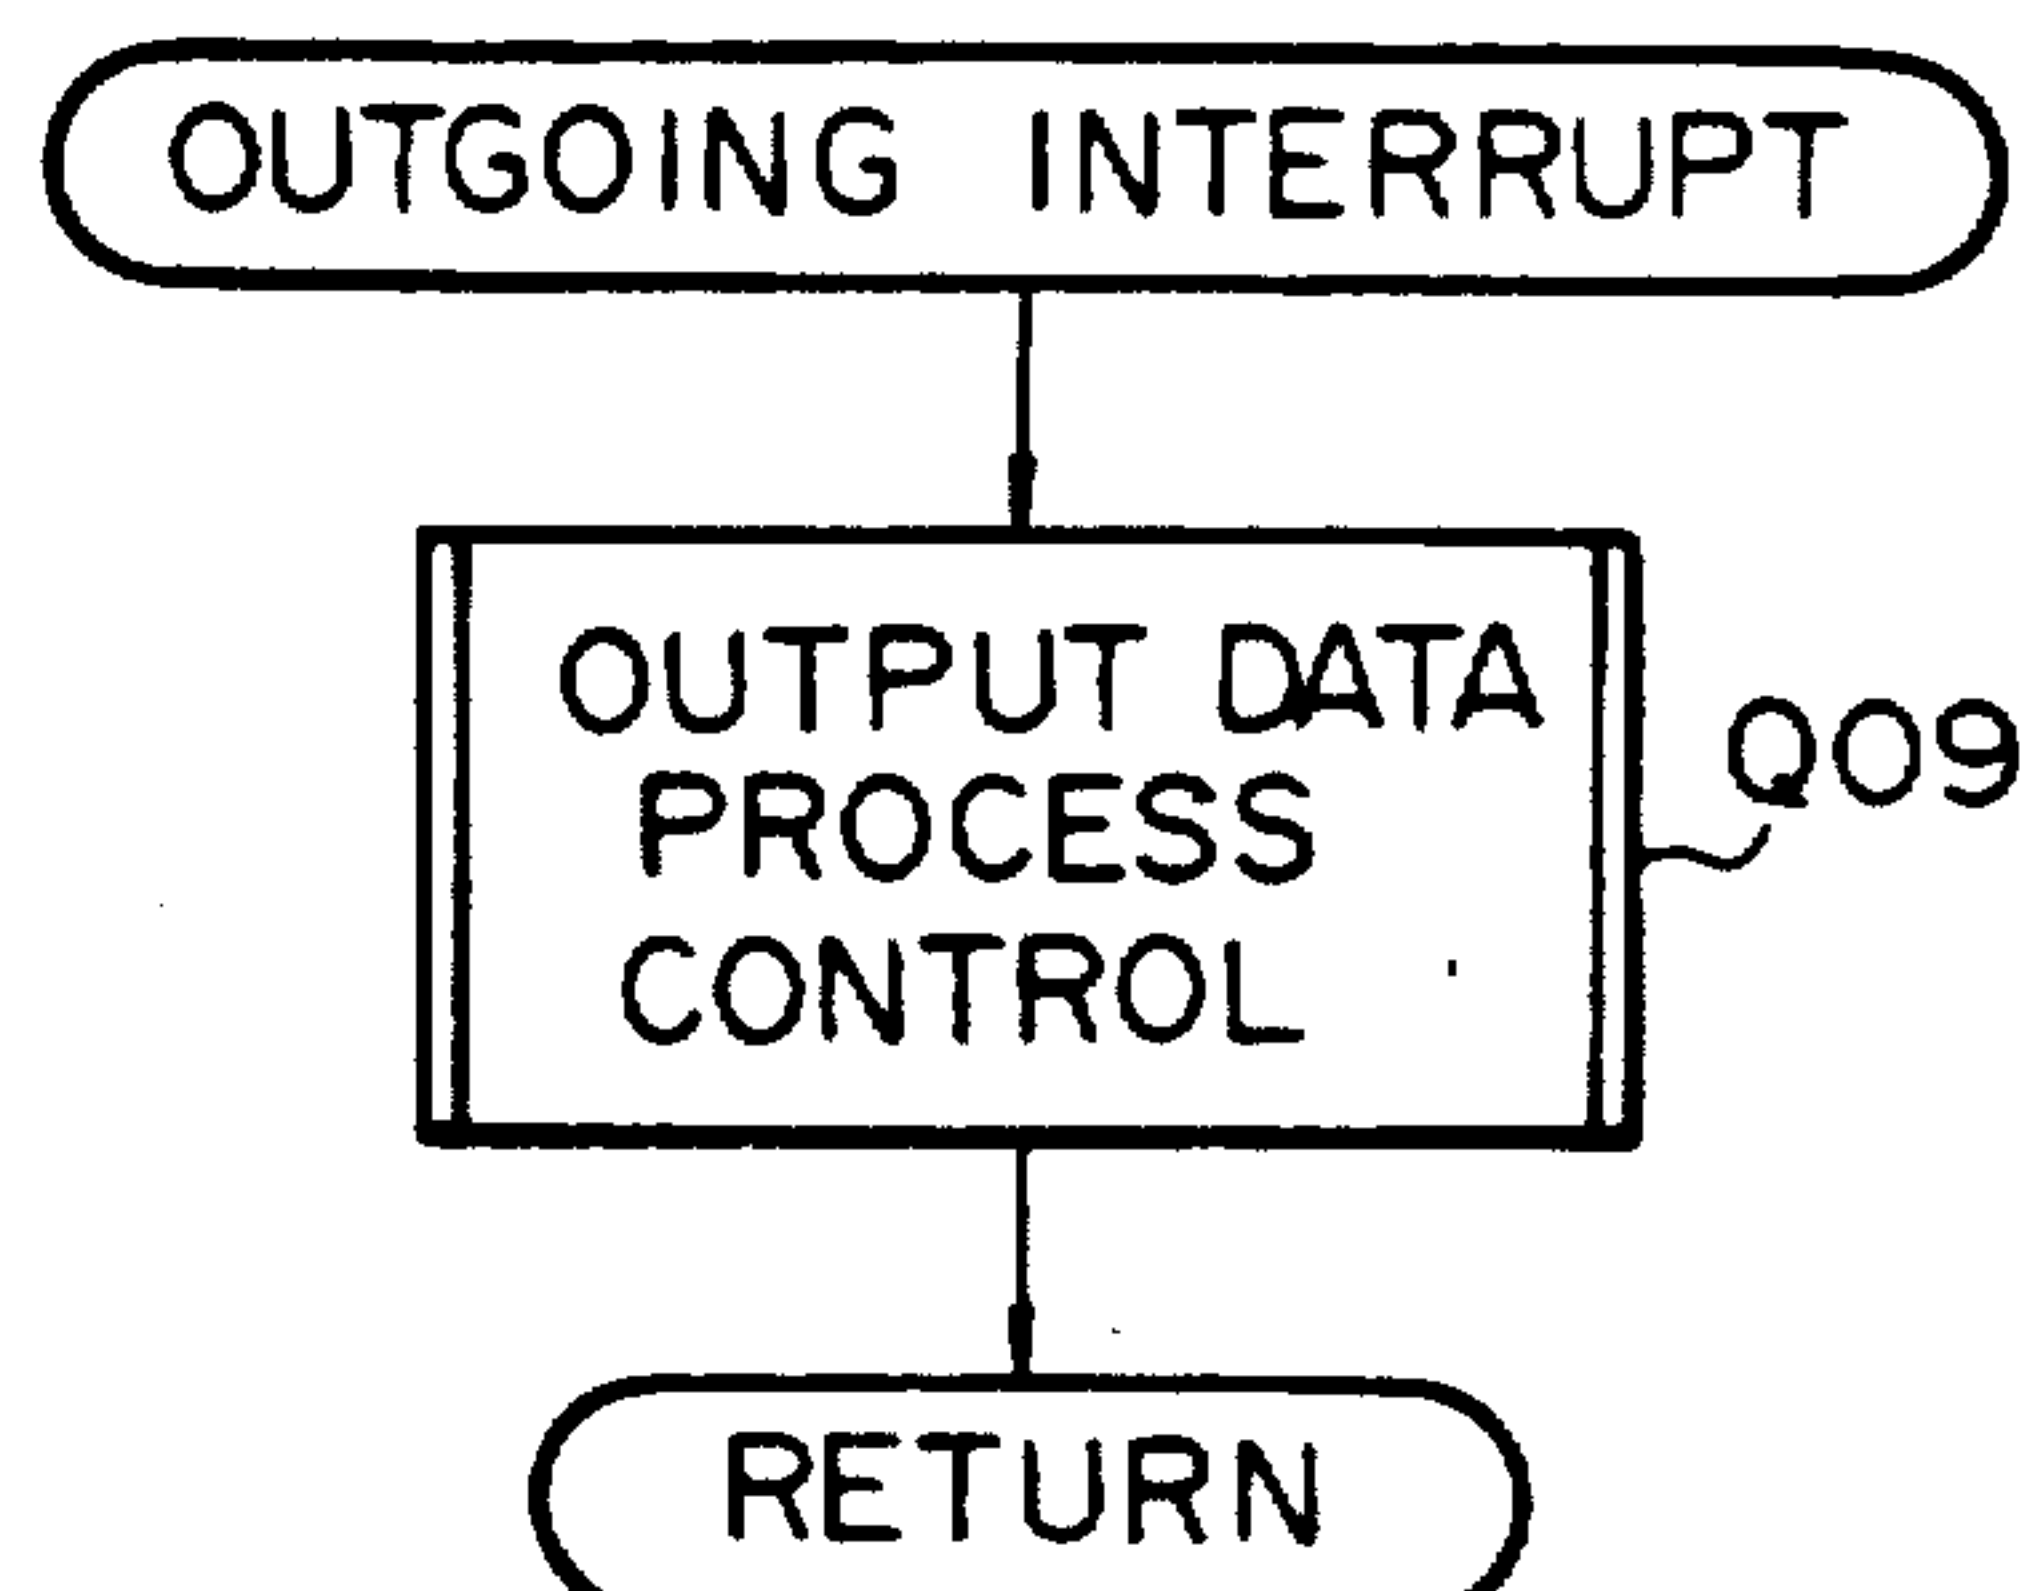 OUTGOING INTERRUPT
OUTPUT DATA
PROCESS
CONTROL
Q09
RETURN